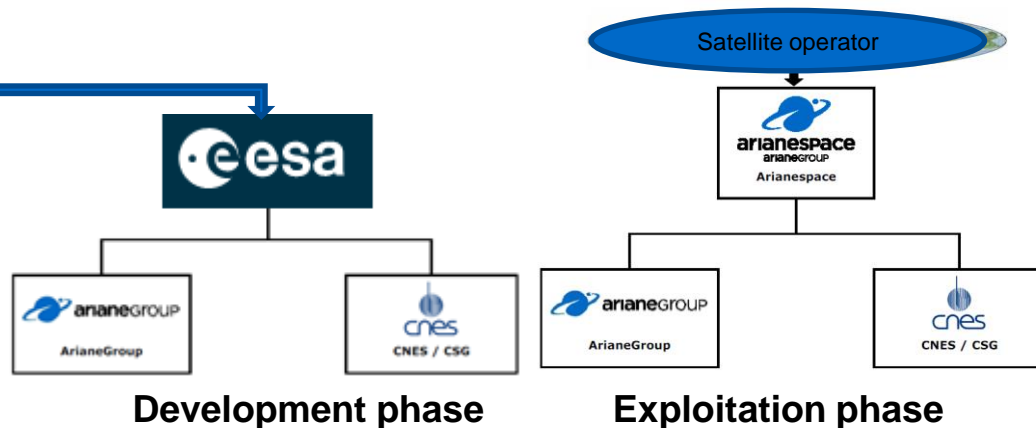 Satellite operator
esa
arianespace
arianeGROUP
Arianespace
arianeGROUP
ArianeGroup
cnes
CNES / CSG
arianeGROUP
ArianeGroup
cnes
CNES / CSG
Development phase
Exploitation phase